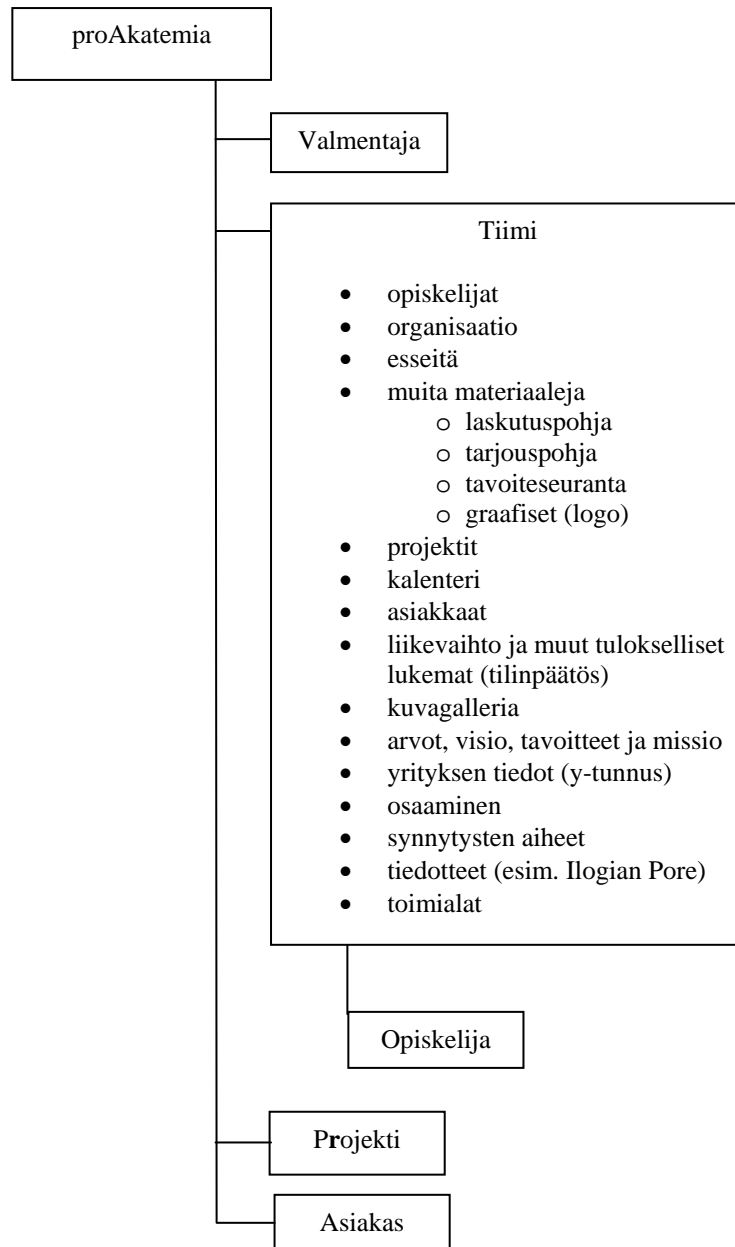 proAkatemia
Valmentaja
Tiimi
• opiskelijat
• organisaatio
• esseitä
• muita materiaaleja
o laskutuspohja
o tarjouspohja
o tavoiteseuranta
o graafiset (logo)
• projektit
• kalenteri
• asiakkaat
• liikevaihto ja muut tulokselliset
lukemat (tilinpäätös)
• kuvagalleria
• arvot, visio, tavoitteet ja missio
• yrityksen tiedot (y-tunnus)
• osaaminen
• synnytysten aiheet
• tiedotteet (esim. Ilogian Pore)
• toimialat
Opiskelija
Projekti
Asiakas